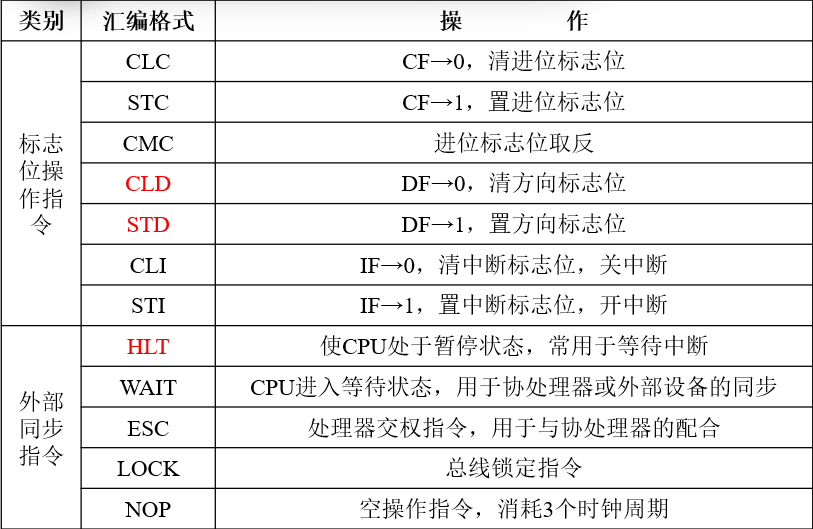 类别 汇编格式 操 作
标志
位操
作指
令
CLC CF→0，清进位标志位
STC CF→1，置进位标志位
CMC 进位标志位取反
CLD DF→0，清方向标志位
STD DF→1，置方向标志位
CLI IF→0，清中断标志位，关中断
STI IF→1，置中断标志位，开中断
外部
同步
指令
HLT 使CPU处于暂停状态，常用于等待中断
WAIT CPU进入等待状态，用于协处理器或外部设备的同步
ESC 处理器交权指令，用于与协处理器的配合
LOCK 总线锁定指令
NOP 空操作指令，消耗3个时钟周期